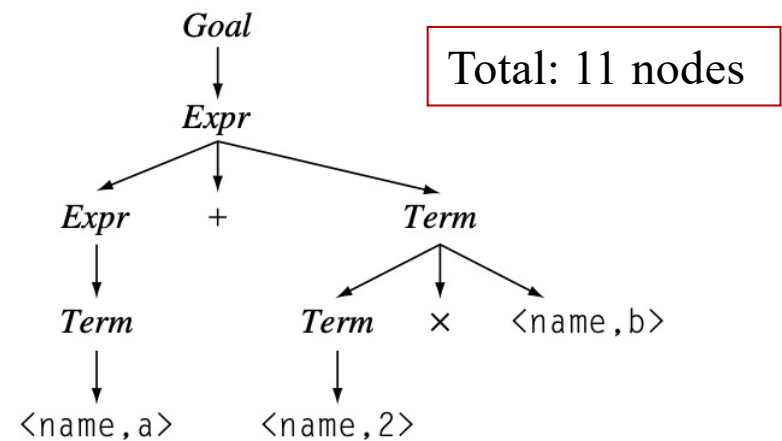 Goal
Total: 11 nodes
Expr
Expr + Term
Term Term × <name,b>
<name,a> <name,2>